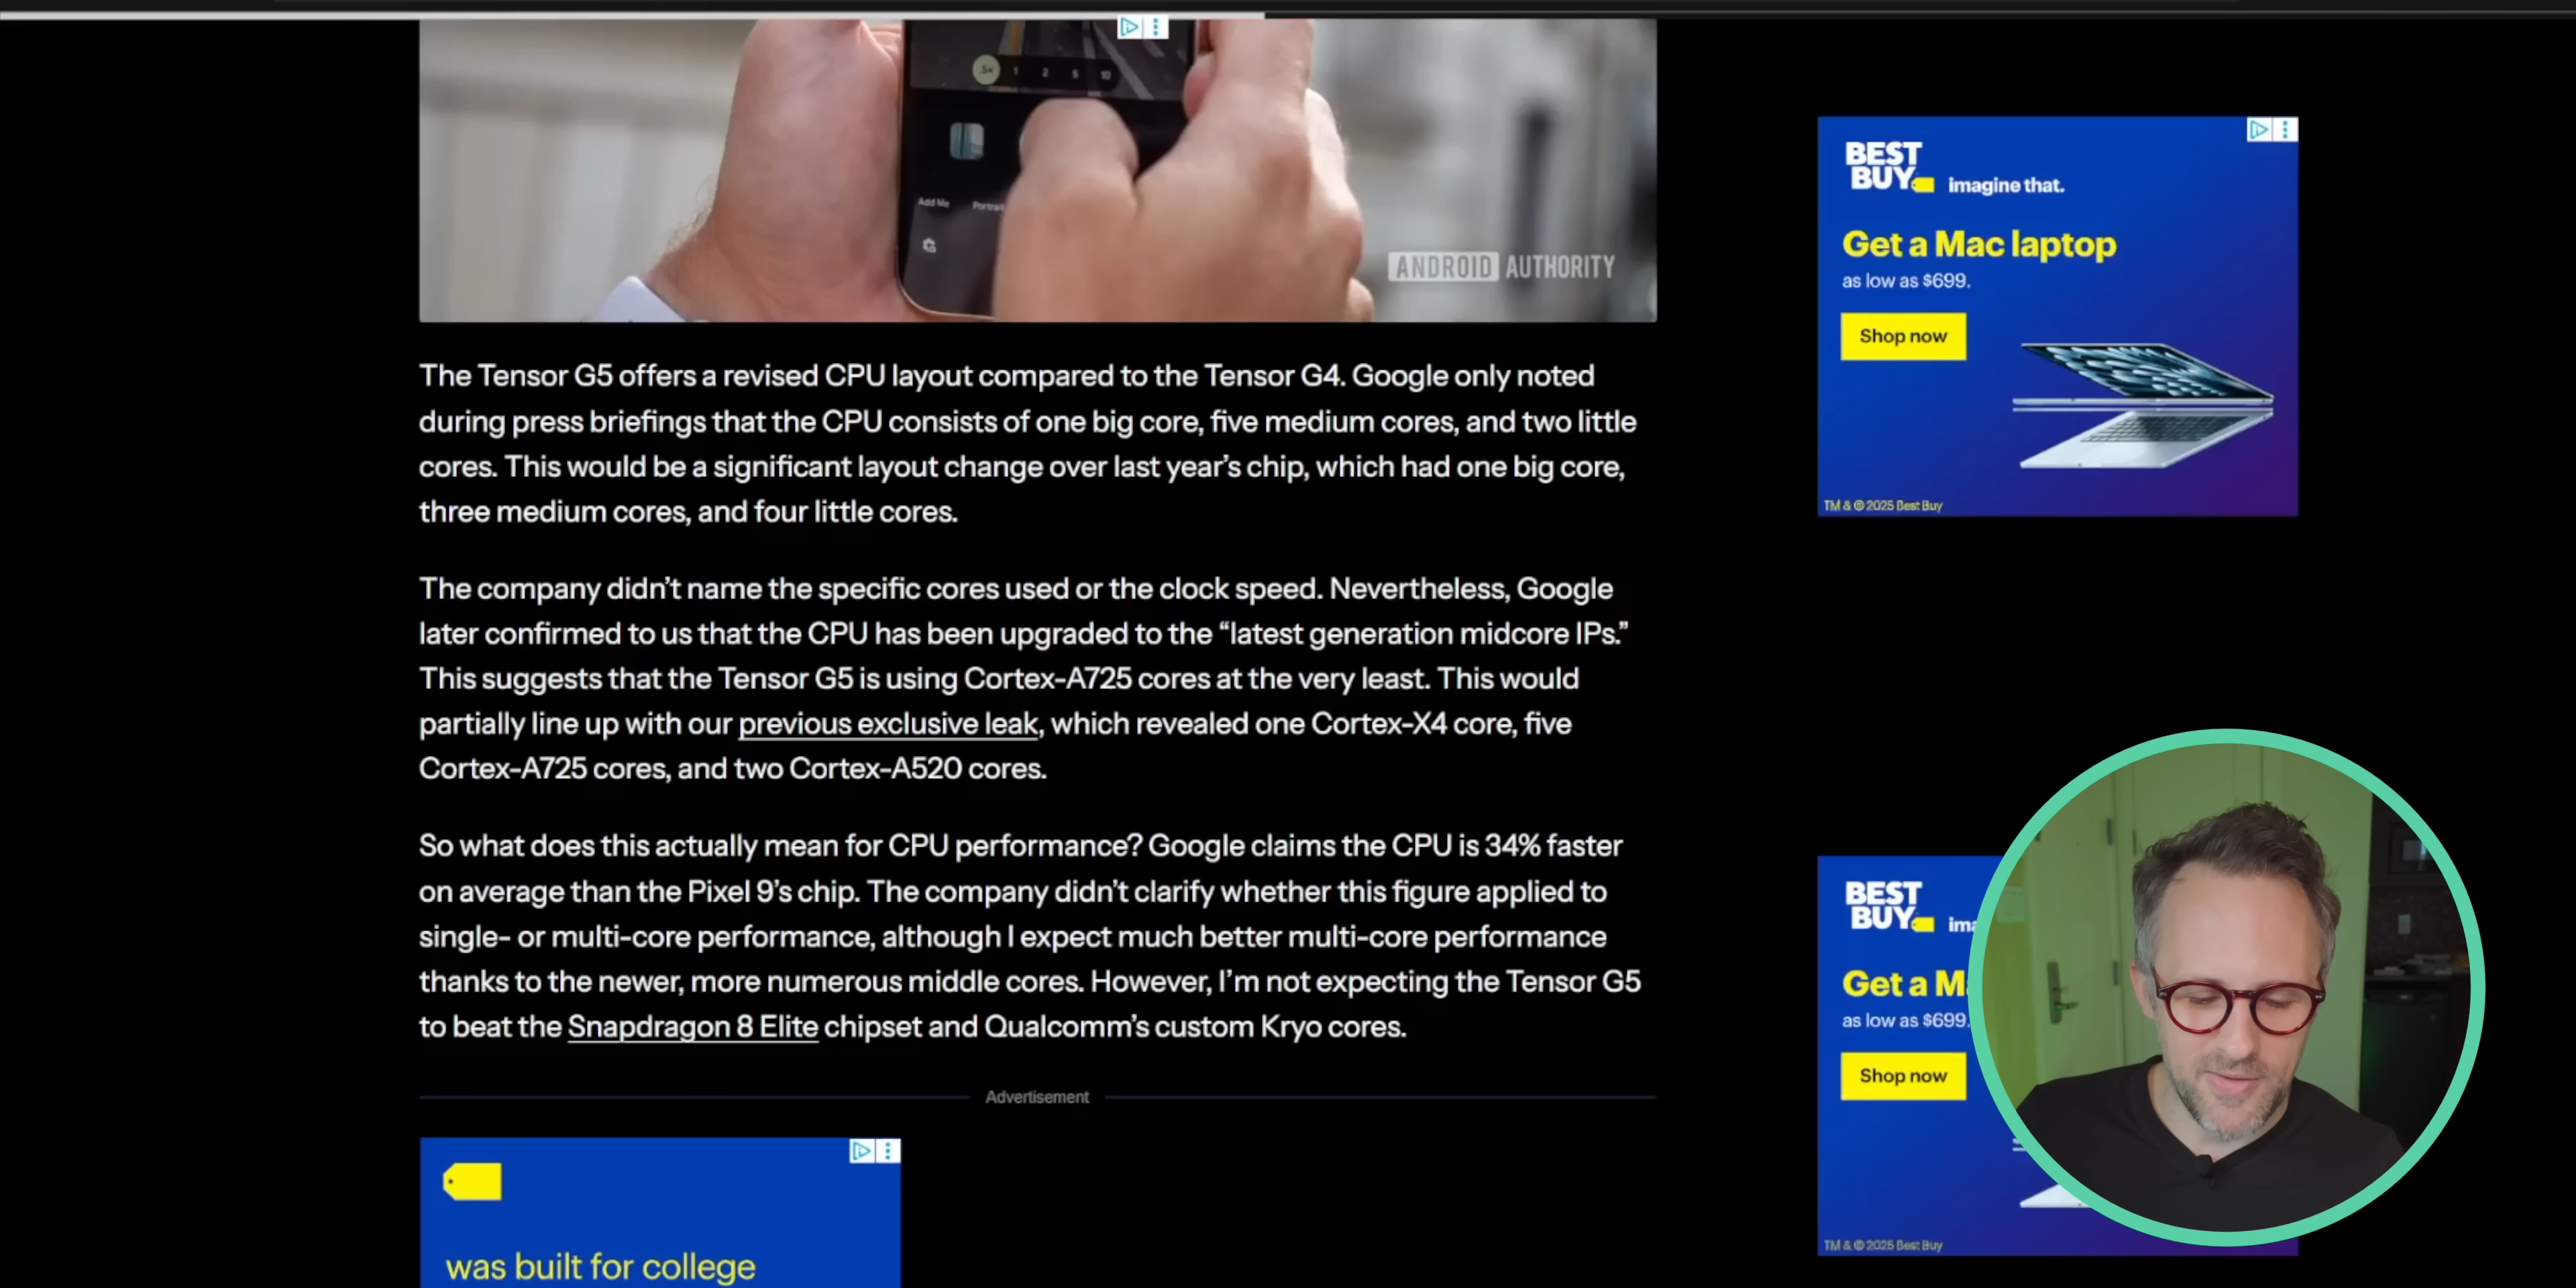 .5x 1 2 5 10
Add Me Portrait
ANDROID AUTHORITY
The Tensor G5 offers a revised CPU layout compared to the Tensor G4. Google only noted
during press briefings that the CPU consists of one big core, five medium cores, and two little
cores. This would be a significant layout change over last year’s chip, which had one big core,
three medium cores, and four little cores.
The company didn’t name the specific cores used or the clock speed. Nevertheless, Google
later confirmed to us that the CPU has been upgraded to the “latest generation midcore IPs.”
This suggests that the Tensor G5 is using Cortex-A725 cores at the very least. This would
partially line up with our previous exclusive leak, which revealed one Cortex-X4 core, five
Cortex-A725 cores, and two Cortex-A520 cores.
So what does this actually mean for CPU performance? Google claims the CPU is 34% faster
on average than the Pixel 9’s chip. The company didn’t clarify whether this figure applied to
single- or multi-core performance, although I expect much better multi-core performance
thanks to the newer, more numerous middle cores. However, I’m not expecting the Tensor G5
to beat the Snapdragon 8 Elite chipset and Qualcomm’s custom Kryo cores.
Advertisement
was built for college
BEST
BUY
imagine that.
Get a Mac laptop
as low as $699.
Shop now
TM & © 2025 Best Buy
BEST
BUY
ima
Get a Ma
as low as $699.
Shop now
TM & © 2025 Best Buy